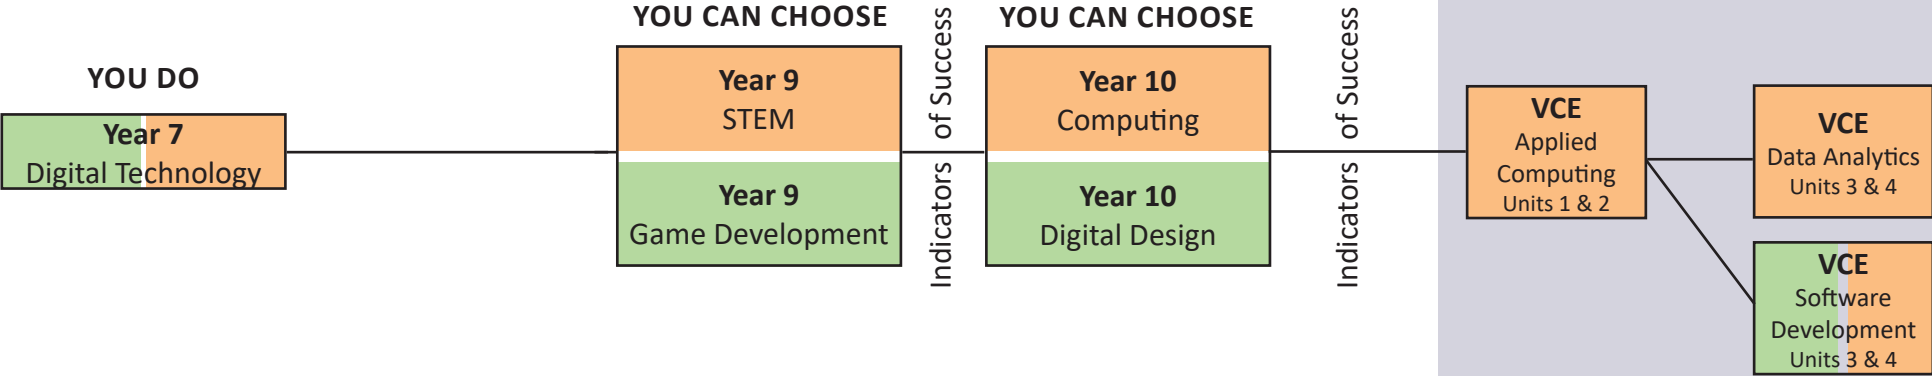 YOU DO
Year 7
Digital Technology
YOU CAN CHOOSE
Year 9
STEM
Year 9
Game Development
Indicators of Success
YOU CAN CHOOSE
Year 10
Computing
Year 10
Digital Design
Indicators of Success
VCE
Applied
Computing
Units 1 & 2
VCE
Data Analytics
Units 3 & 4
VCE
Software
Development
Units 3 & 4